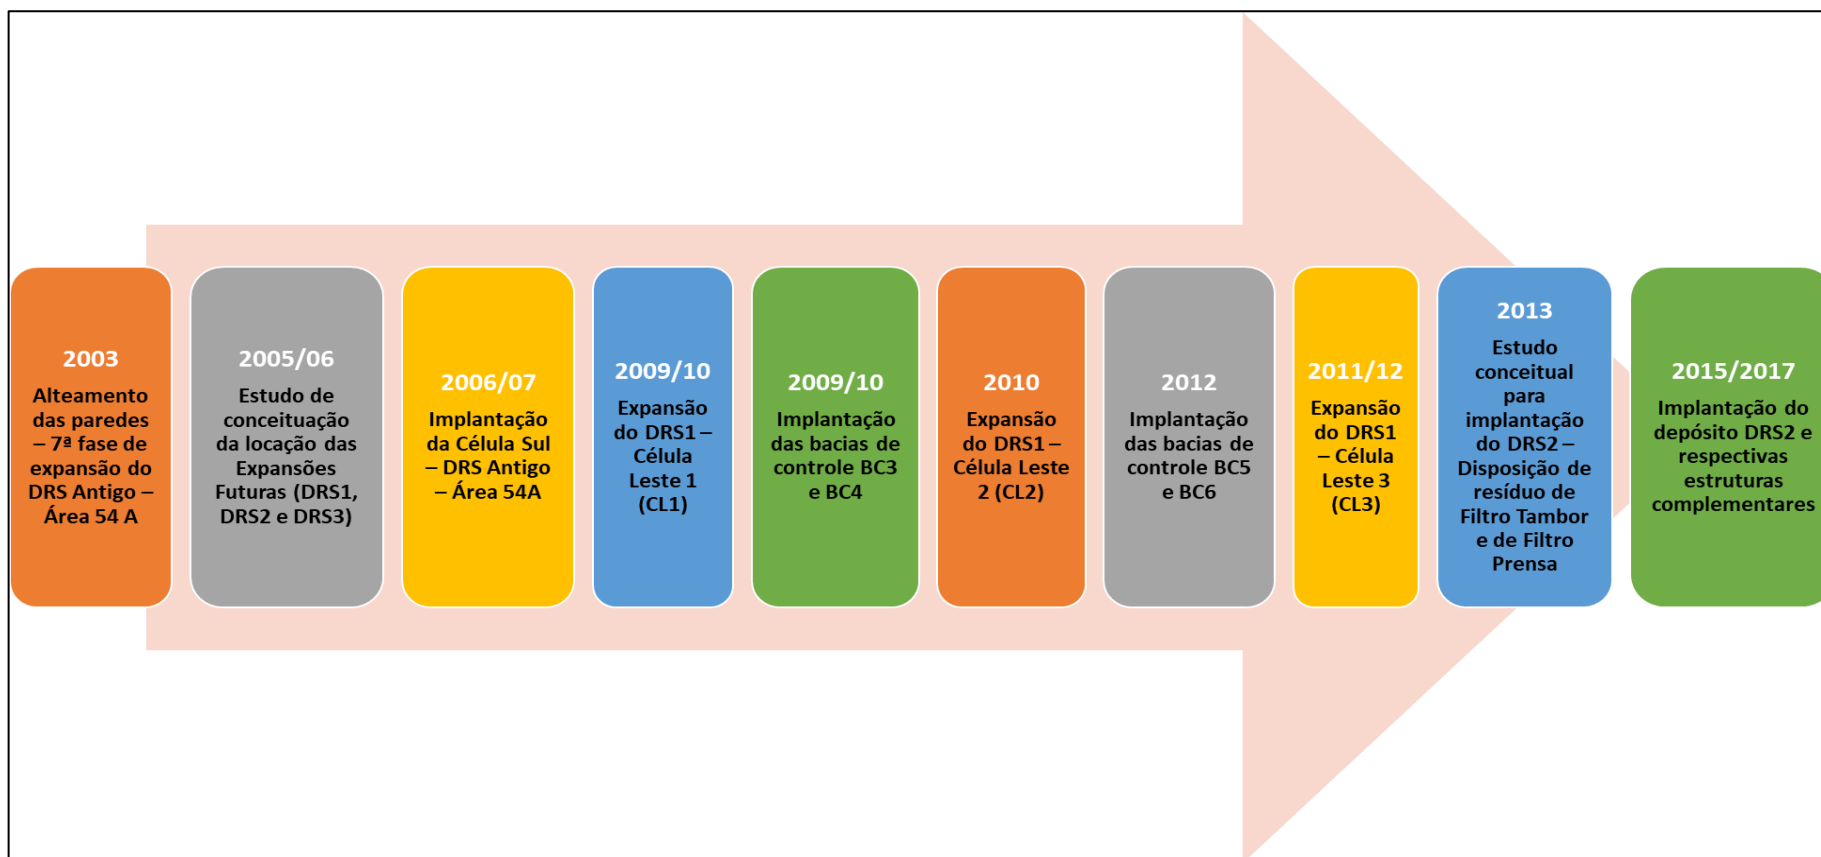 2003
Alteamento
das paredes
– 7ª fase de
expansão do
DRS Antigo –
Área 54 A
2005/06
Estudo de
conceituação
da locação das
Expansões
Futuras (DRS1,
DRS2 e DRS3)
2006/07
Implantação
da Célula Sul
– DRS Antigo
– Área 54A
2009/10
Expansão
do DRS1 –
Célula
Leste 1
(CL1)
2009/10
Implantação
das bacias de
controle BC3
e BC4
2010
Expansão
do DRS1 –
Célula Leste
2 (CL2)
2012
Implantação
das bacias de
controle BC5
e BC6
2011/12
Expansão
do DRS1
– Célula
Leste 3
(CL3)
2013
Estudo
conceitual
para
implantação
do DRS2 –
Disposição de
resíduo de
Filtro Tambor
e de Filtro
Prensa
2015/2017
Implantação do
depósito DRS2 e
respectivas
estruturas
complementares